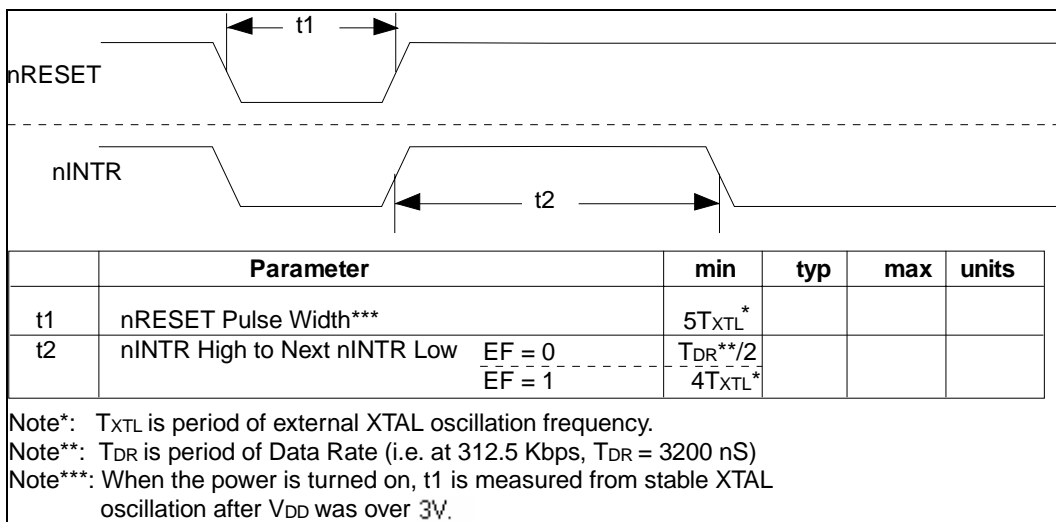 t1
nRESET
nINTR
t2
Parameter min typ max units
t1 nRESET Pulse Width*** 5TXTL*
t2 nINTR High to Next nINTR Low EF = 0 TDR**/2
EF = 1 4TXTL*
Note*: TXTL is period of external XTAL oscillation frequency.
Note**: TDR is period of Data Rate (i.e. at 312.5 Kbps, TDR = 3200 nS)
Note***: When the power is turned on, t1 is measured from stable XTAL
oscillation after VDD was over 3V.